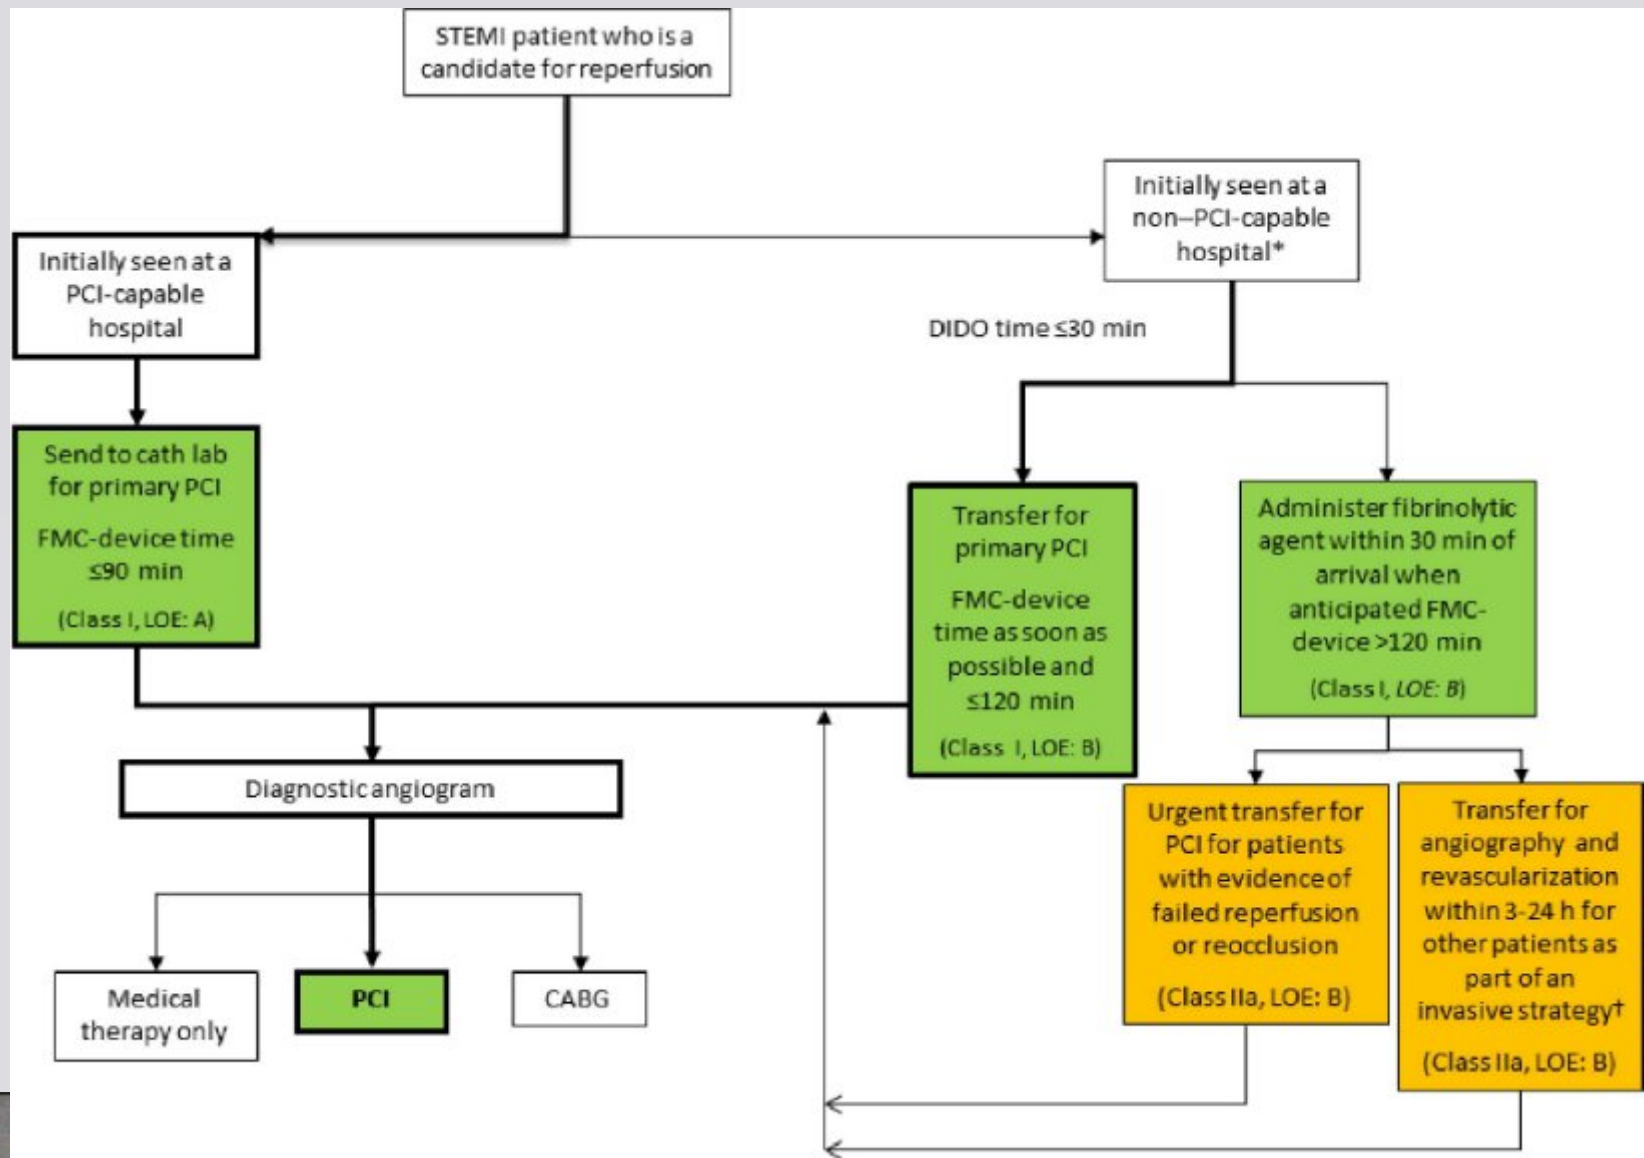 STEMI patient who is a
candidate for reperfusion
Initially seen at a
non–PCI-capable
hospital*
Initially seen at a
PCI-capable
hospital
DIDO time ≤30 min
Send to cath lab
for primary PCI
FMC-device time
≤90 min
(Class I, LOE: A)
Transfer for
primary PCI
FMC-device
time as soon as
possible and
≤120 min
(Class I, LOE: B)
Administer fibrinolytic
agent within 30 min of
arrival when
anticipated FMC-
device >120 min
(Class I, LOE: B)
Diagnostic angiogram
Urgent transfer for
PCI for patients
with evidence of
failed reperfusion
or reocclusion
(Class IIa, LOE: B)
Transfer for
angiography and
revascularization
within 3-24 h for
other patients as
part of an
invasive strategy†
(Class IIa, LOE: B)
Medical
therapy only
PCI
CABG